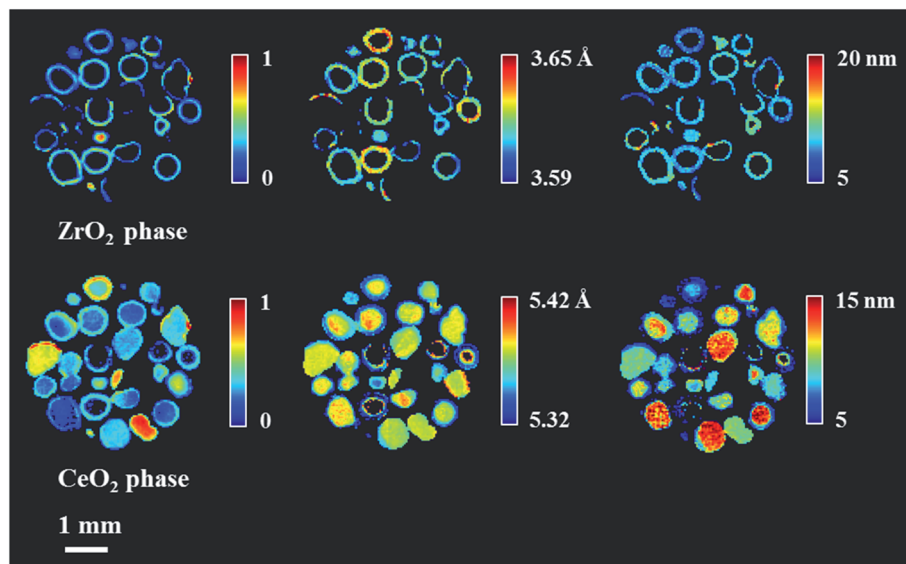 1
0
3.65 Å
3.59
20 nm
5
ZrO₂ phase
1
0
5.42 Å
5.32
15 nm
5
CeO₂ phase
1 mm